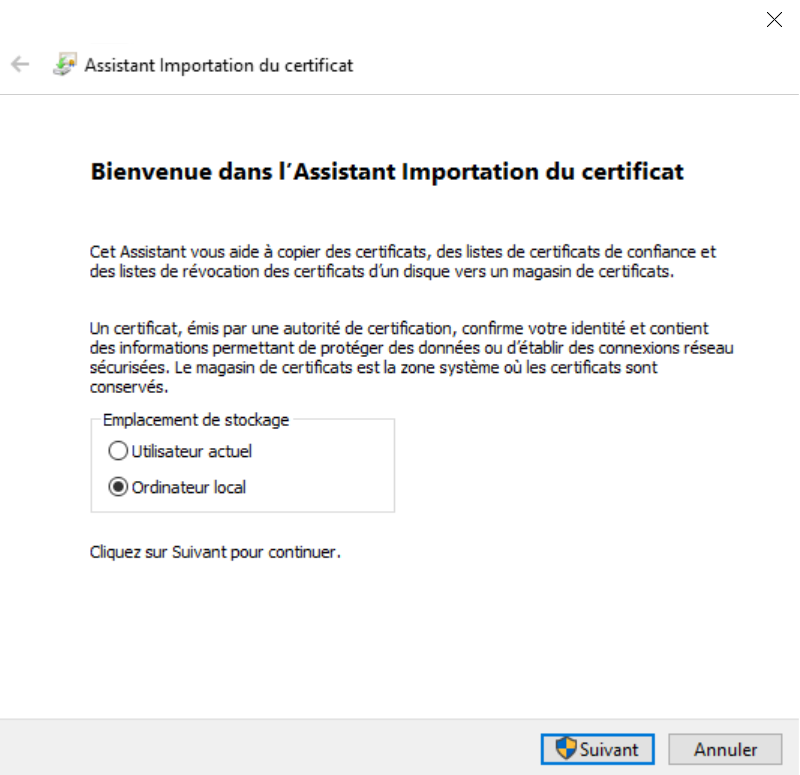 Assistant Importation du certificat
Bienvenue dans l'Assistant Importation du certificat
Cet Assistant vous aide à copier des certificats, des listes de certificats de confiance et
des listes de révocation des certificats d'un disque vers un magasin de certificats.
Un certificat, émis par une autorité de certification, confirme votre identité et contient
des informations permettant de protéger des données ou d'établir des connexions réseau
sécurisées. Le magasin de certificats est la zone système où les certificats sont
conservés.
Emplacement de stockage
Utilisateur actuel
Ordinateur local
Cliquez sur Suivant pour continuer.
Suivant
Annuler